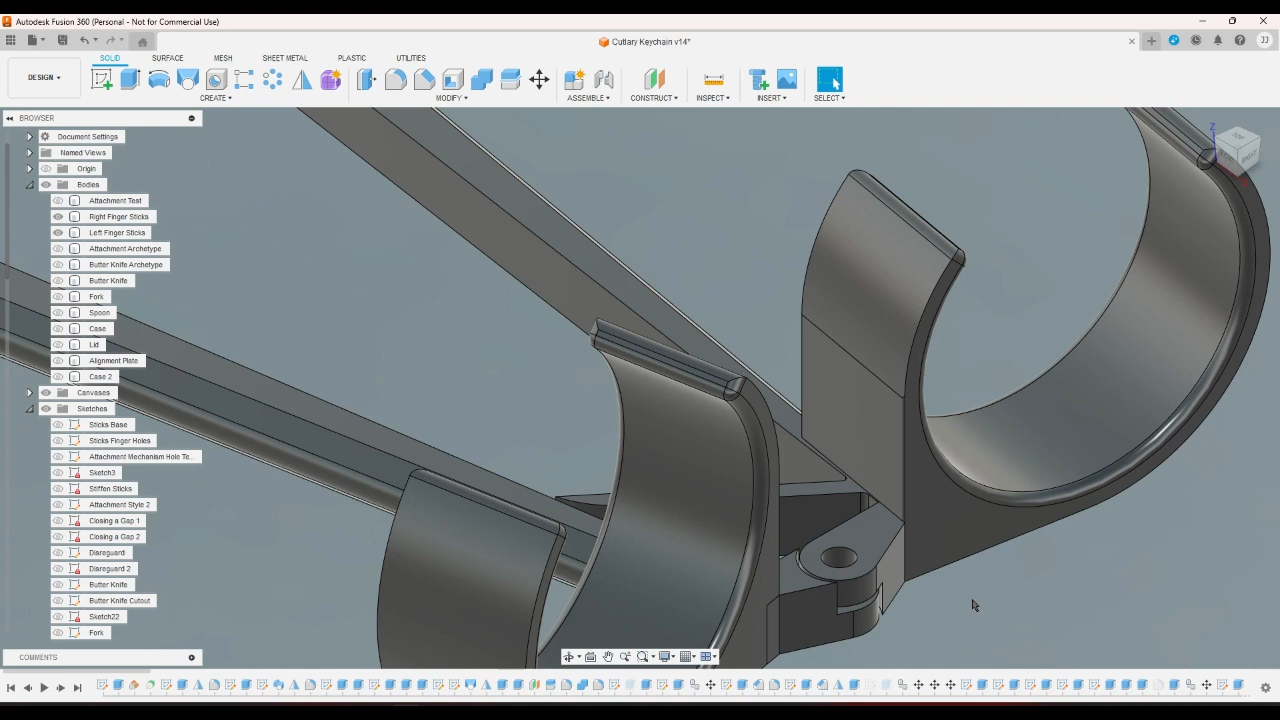 Autodesk Fusion 360 (Personal - Not for Commercial Use)
Cutlary Keychain v14*
JJ
SOLID SURFACE MESH SHEET METAL PLASTIC UTILITIES
DESIGN
CREATE MODIFY ASSEMBLE CONSTRUCT INSPECT INSERT SELECT
BROWSER
Document Settings
Named Views
Origin
Bodies
Attachment Test
Right Finger Sticks
Left Finger Sticks
Attachment Archetype
Butter Knife Archetype
Butter Knife
Fork
Spoon
Case
Lid
Alignment Plate
Case 2
Canvases
Sketches
Sticks Base
Sticks Finger Holes
Attachment Mechanism Hole Te...
Sketch3
Stiffen Sticks
Attachment Style 2
Closing a Gap 1
Closing a Gap 2
Disreguard
Disreguard 2
Butter Knife
Butter Knife Cutout
Sketch22
Fork
COMMENTS
Z